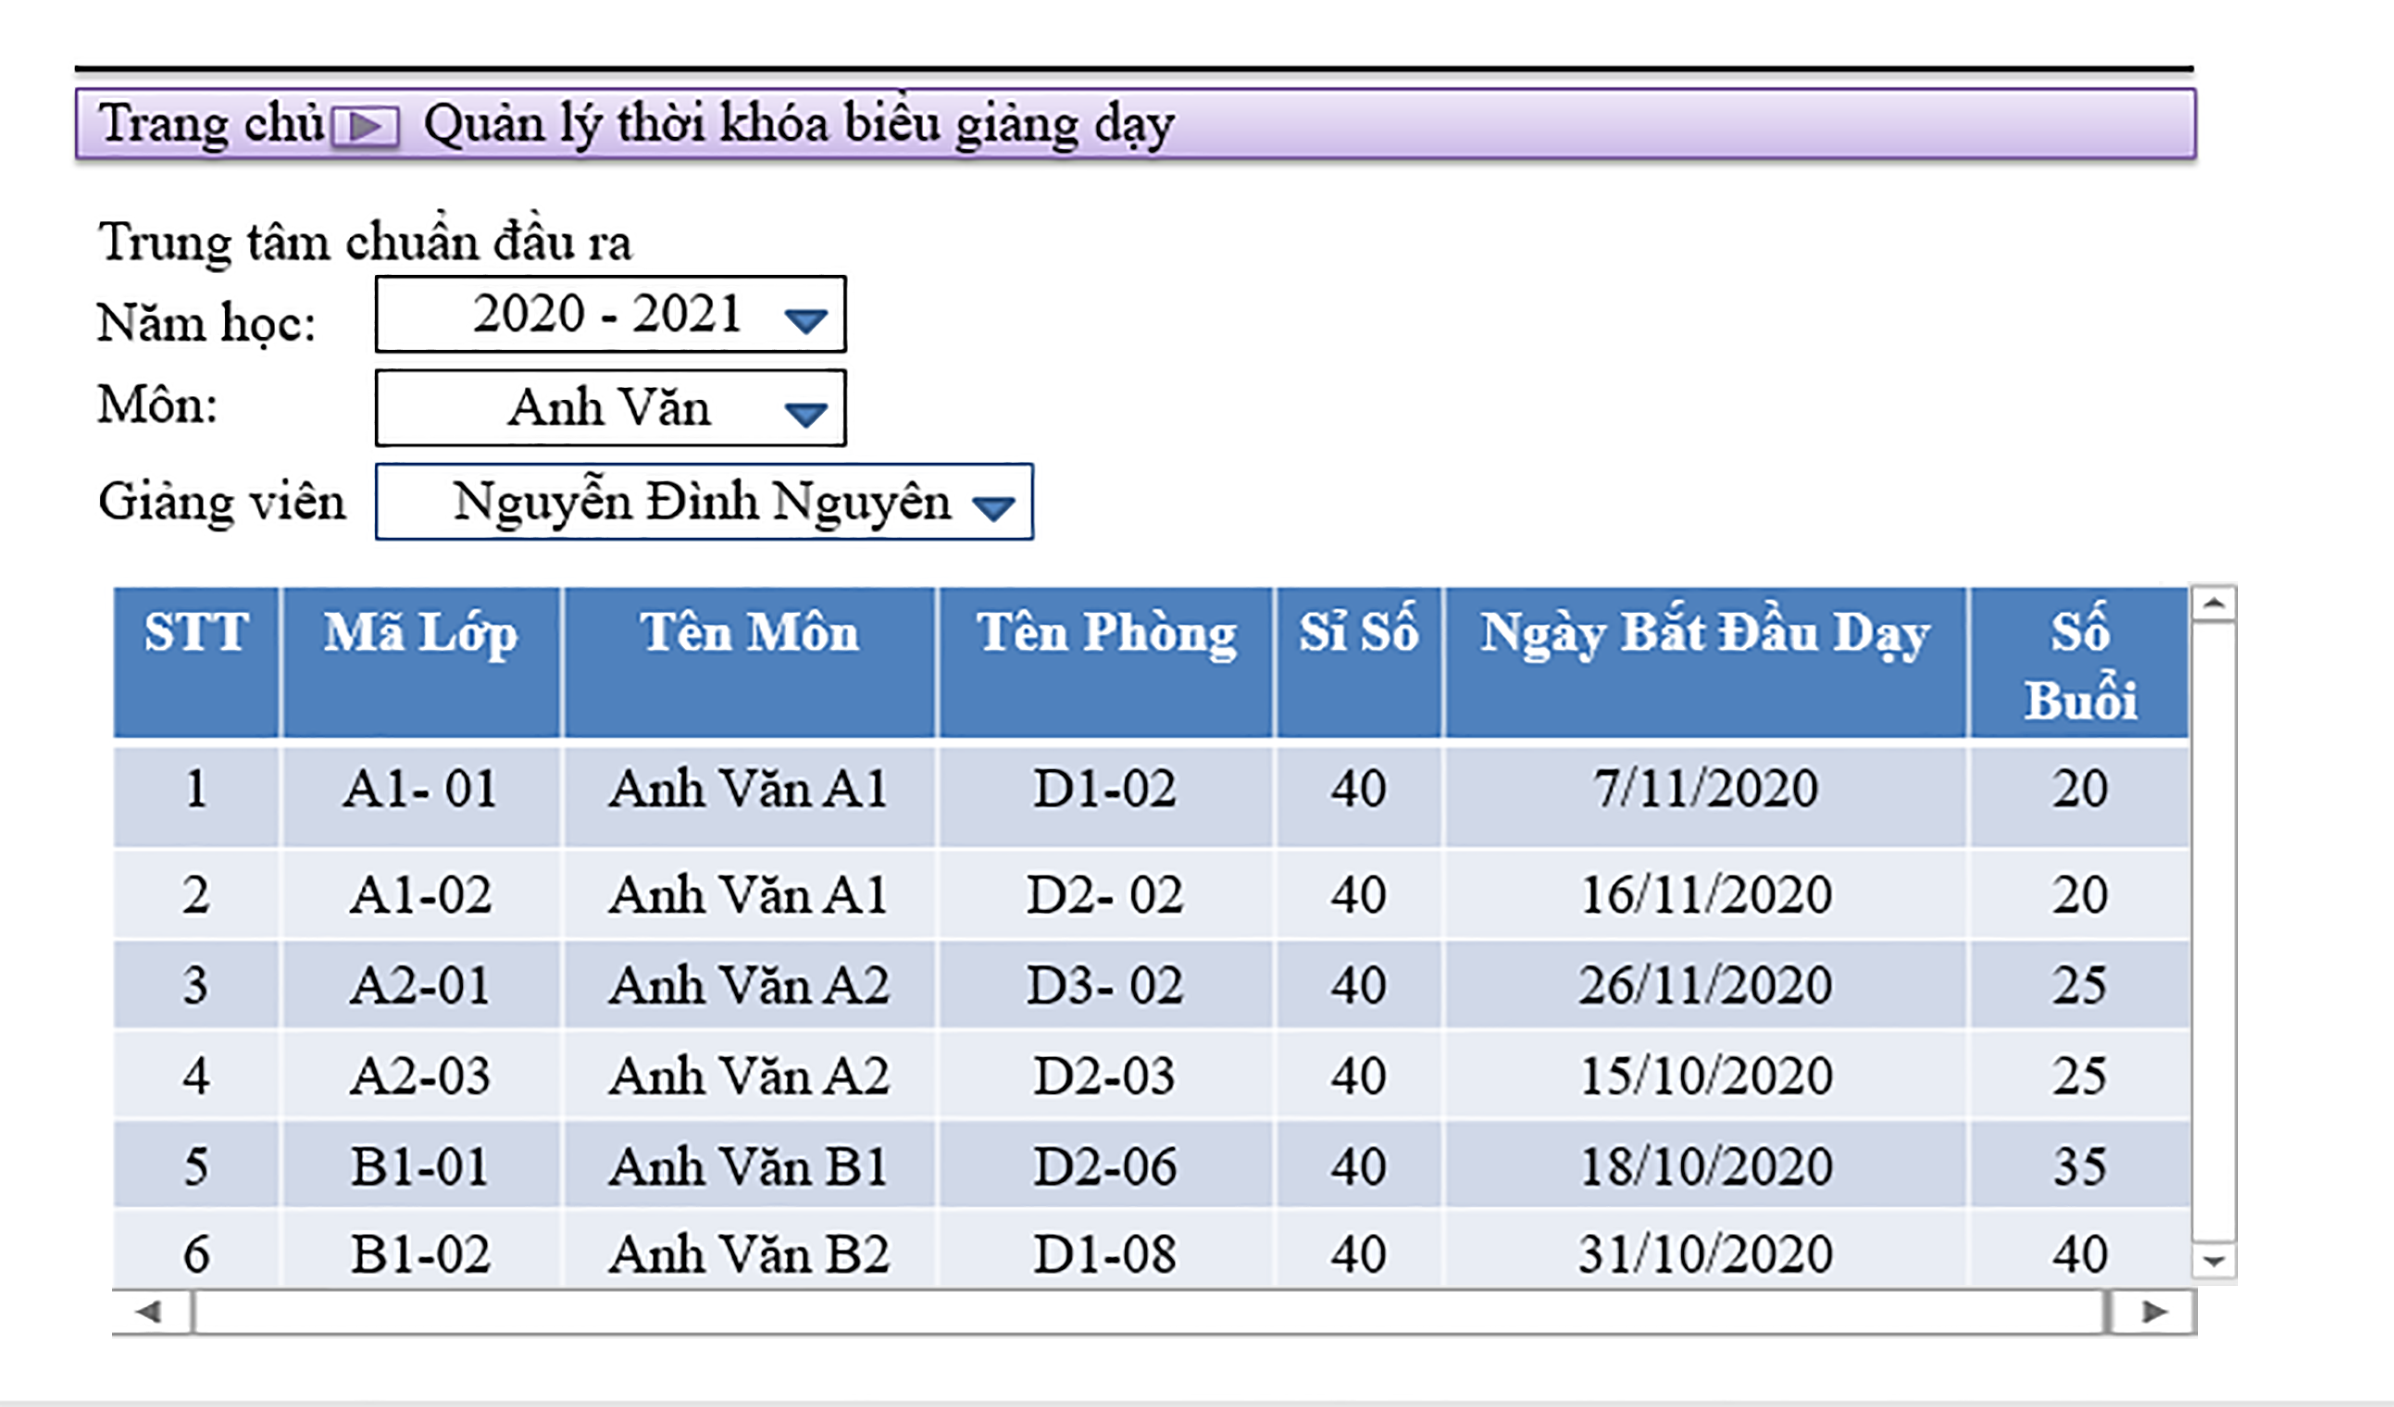 Trang chủ Quản lý thời khóa biểu giảng dạy
Trung tâm chuẩn đầu ra
Năm học: 2020 - 2021
Môn: Anh Văn
Giảng viên Nguyễn Đình Nguyên
STT Mã Lớp Tên Môn Tên Phòng Sỉ Số Ngày Bắt Đầu Dạy Số Buổi
1 A1- 01 Anh Văn A1 D1-02 40 7/11/2020 20
2 A1-02 Anh Văn A1 D2- 02 40 16/11/2020 20
3 A2-01 Anh Văn A2 D3- 02 40 26/11/2020 25
4 A2-03 Anh Văn A2 D2-03 40 15/10/2020 25
5 B1-01 Anh Văn B1 D2-06 40 18/10/2020 35
6 B1-02 Anh Văn B2 D1-08 40 31/10/2020 40